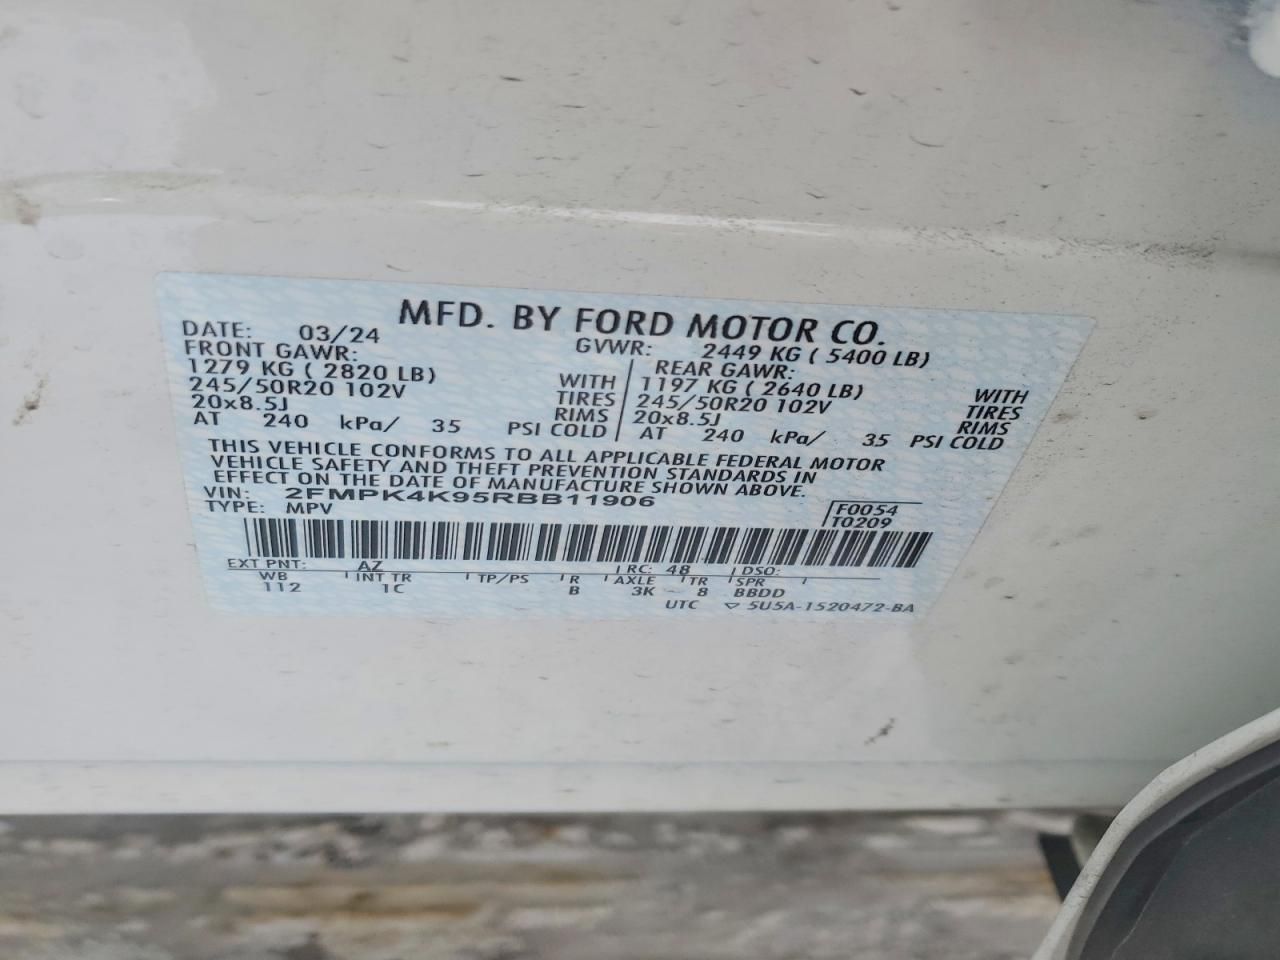 MFD. BY FORD MOTOR CO.
DATE: 03/24 GVWR: 2449 KG ( 5400 LB)
FRONT GAWR: REAR GAWR:
1279 KG ( 2820 LB) WITH 1197 KG ( 2640 LB) WITH
245/50R20 102V TIRES 245/50R20 102V TIRES
20x8.5J RIMS 20x8.5J RIMS
AT 240 kPa/ 35 PSI COLD AT 240 kPa/ 35 PSI COLD
THIS VEHICLE CONFORMS TO ALL APPLICABLE FEDERAL MOTOR
VEHICLE SAFETY AND THEFT PREVENTION STANDARDS IN
EFFECT ON THE DATE OF MANUFACTURE SHOWN ABOVE.
VIN: 2FMPK4K95RBB11906
TYPE: MPV
F0054
T0209
EXT PNT: AZ RC: 48 DSO:
WB INT TR TP/PS R AXLE TR SPR
112 1C B 3K 8 BBDD
UTC ▽ 5U5A-1520472-BA